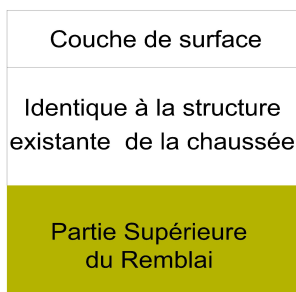 Couche de surface
Identique à la structure
existante de la chaussée
Partie Supérieure
du Remblai